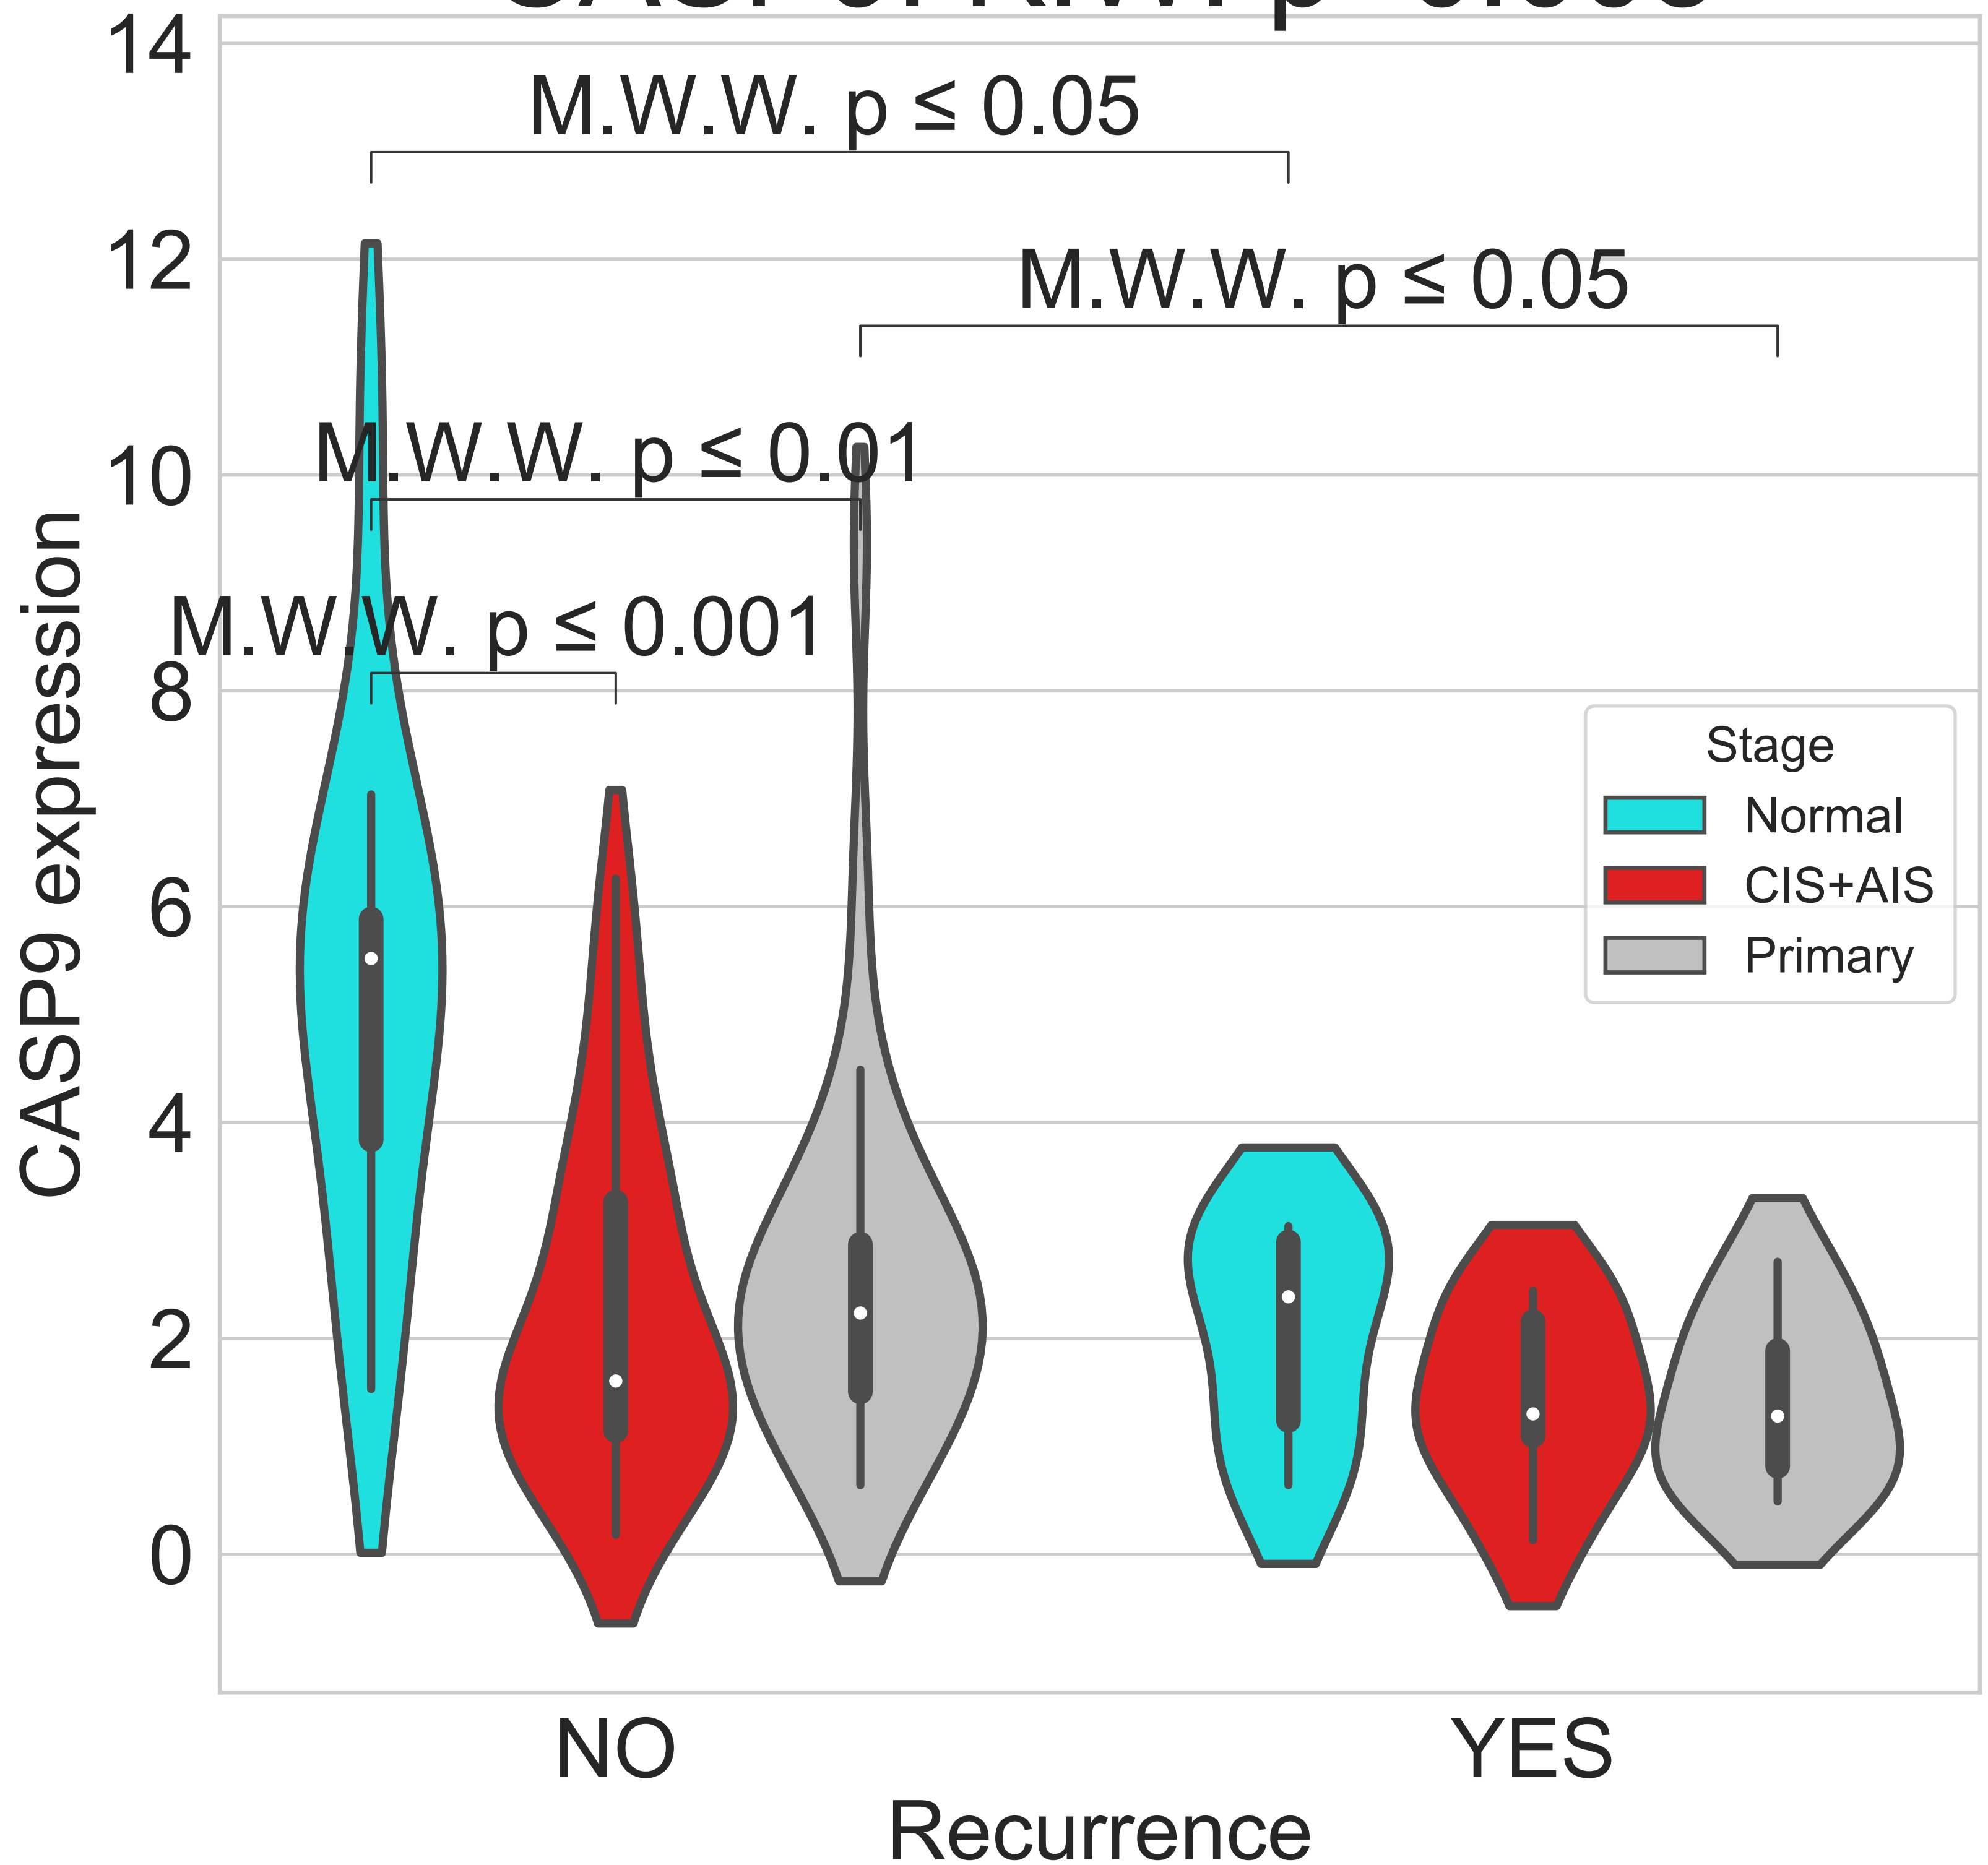 14
M.W.W. p ≤ 0.05
12
M.W.W. p ≤ 0.05
10
M.W.W. p ≤ 0.01
M.W.W. p ≤ 0.001
8
6
4
2
0
CASP9 expression
Stage
Normal
CIS+AIS
Primary
NO
YES
Recurrence